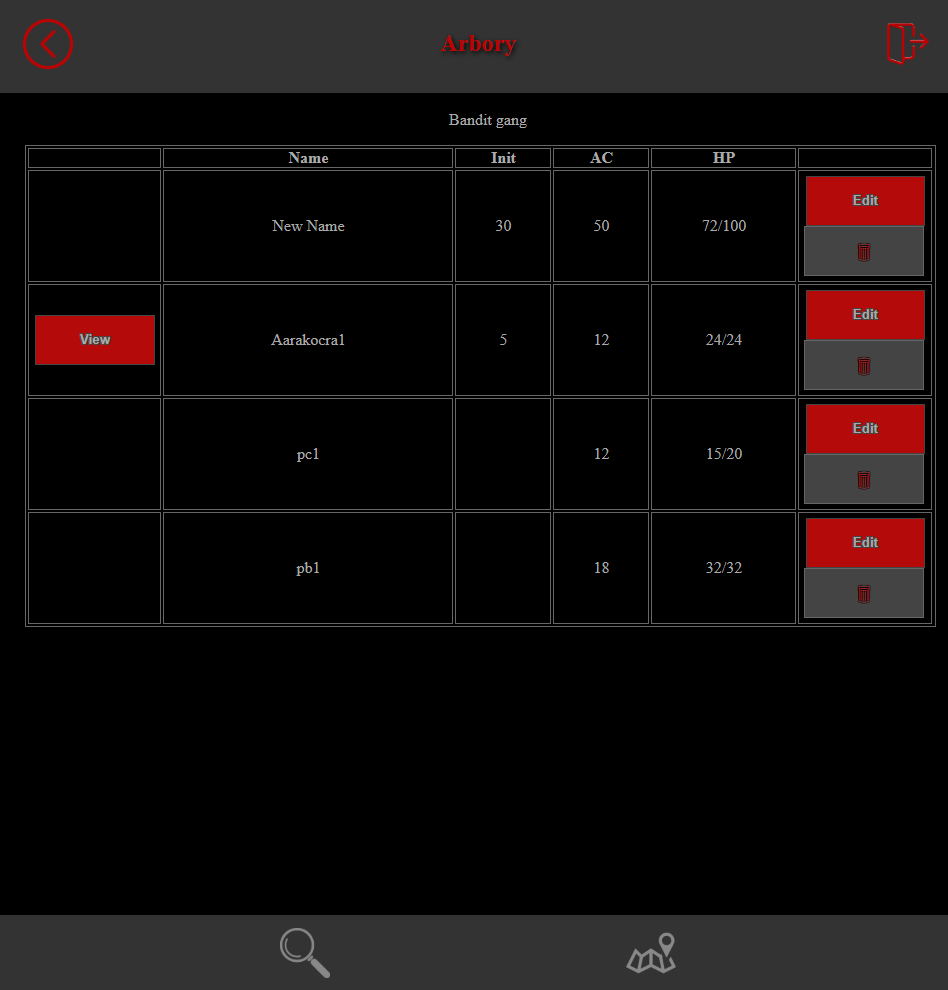 Arbory
Bandit gang
Name Init AC HP
New Name 30 50 72/100 Edit
View Aarakocra1 5 12 24/24 Edit
pc1 12 15/20 Edit
pb1 18 32/32 Edit